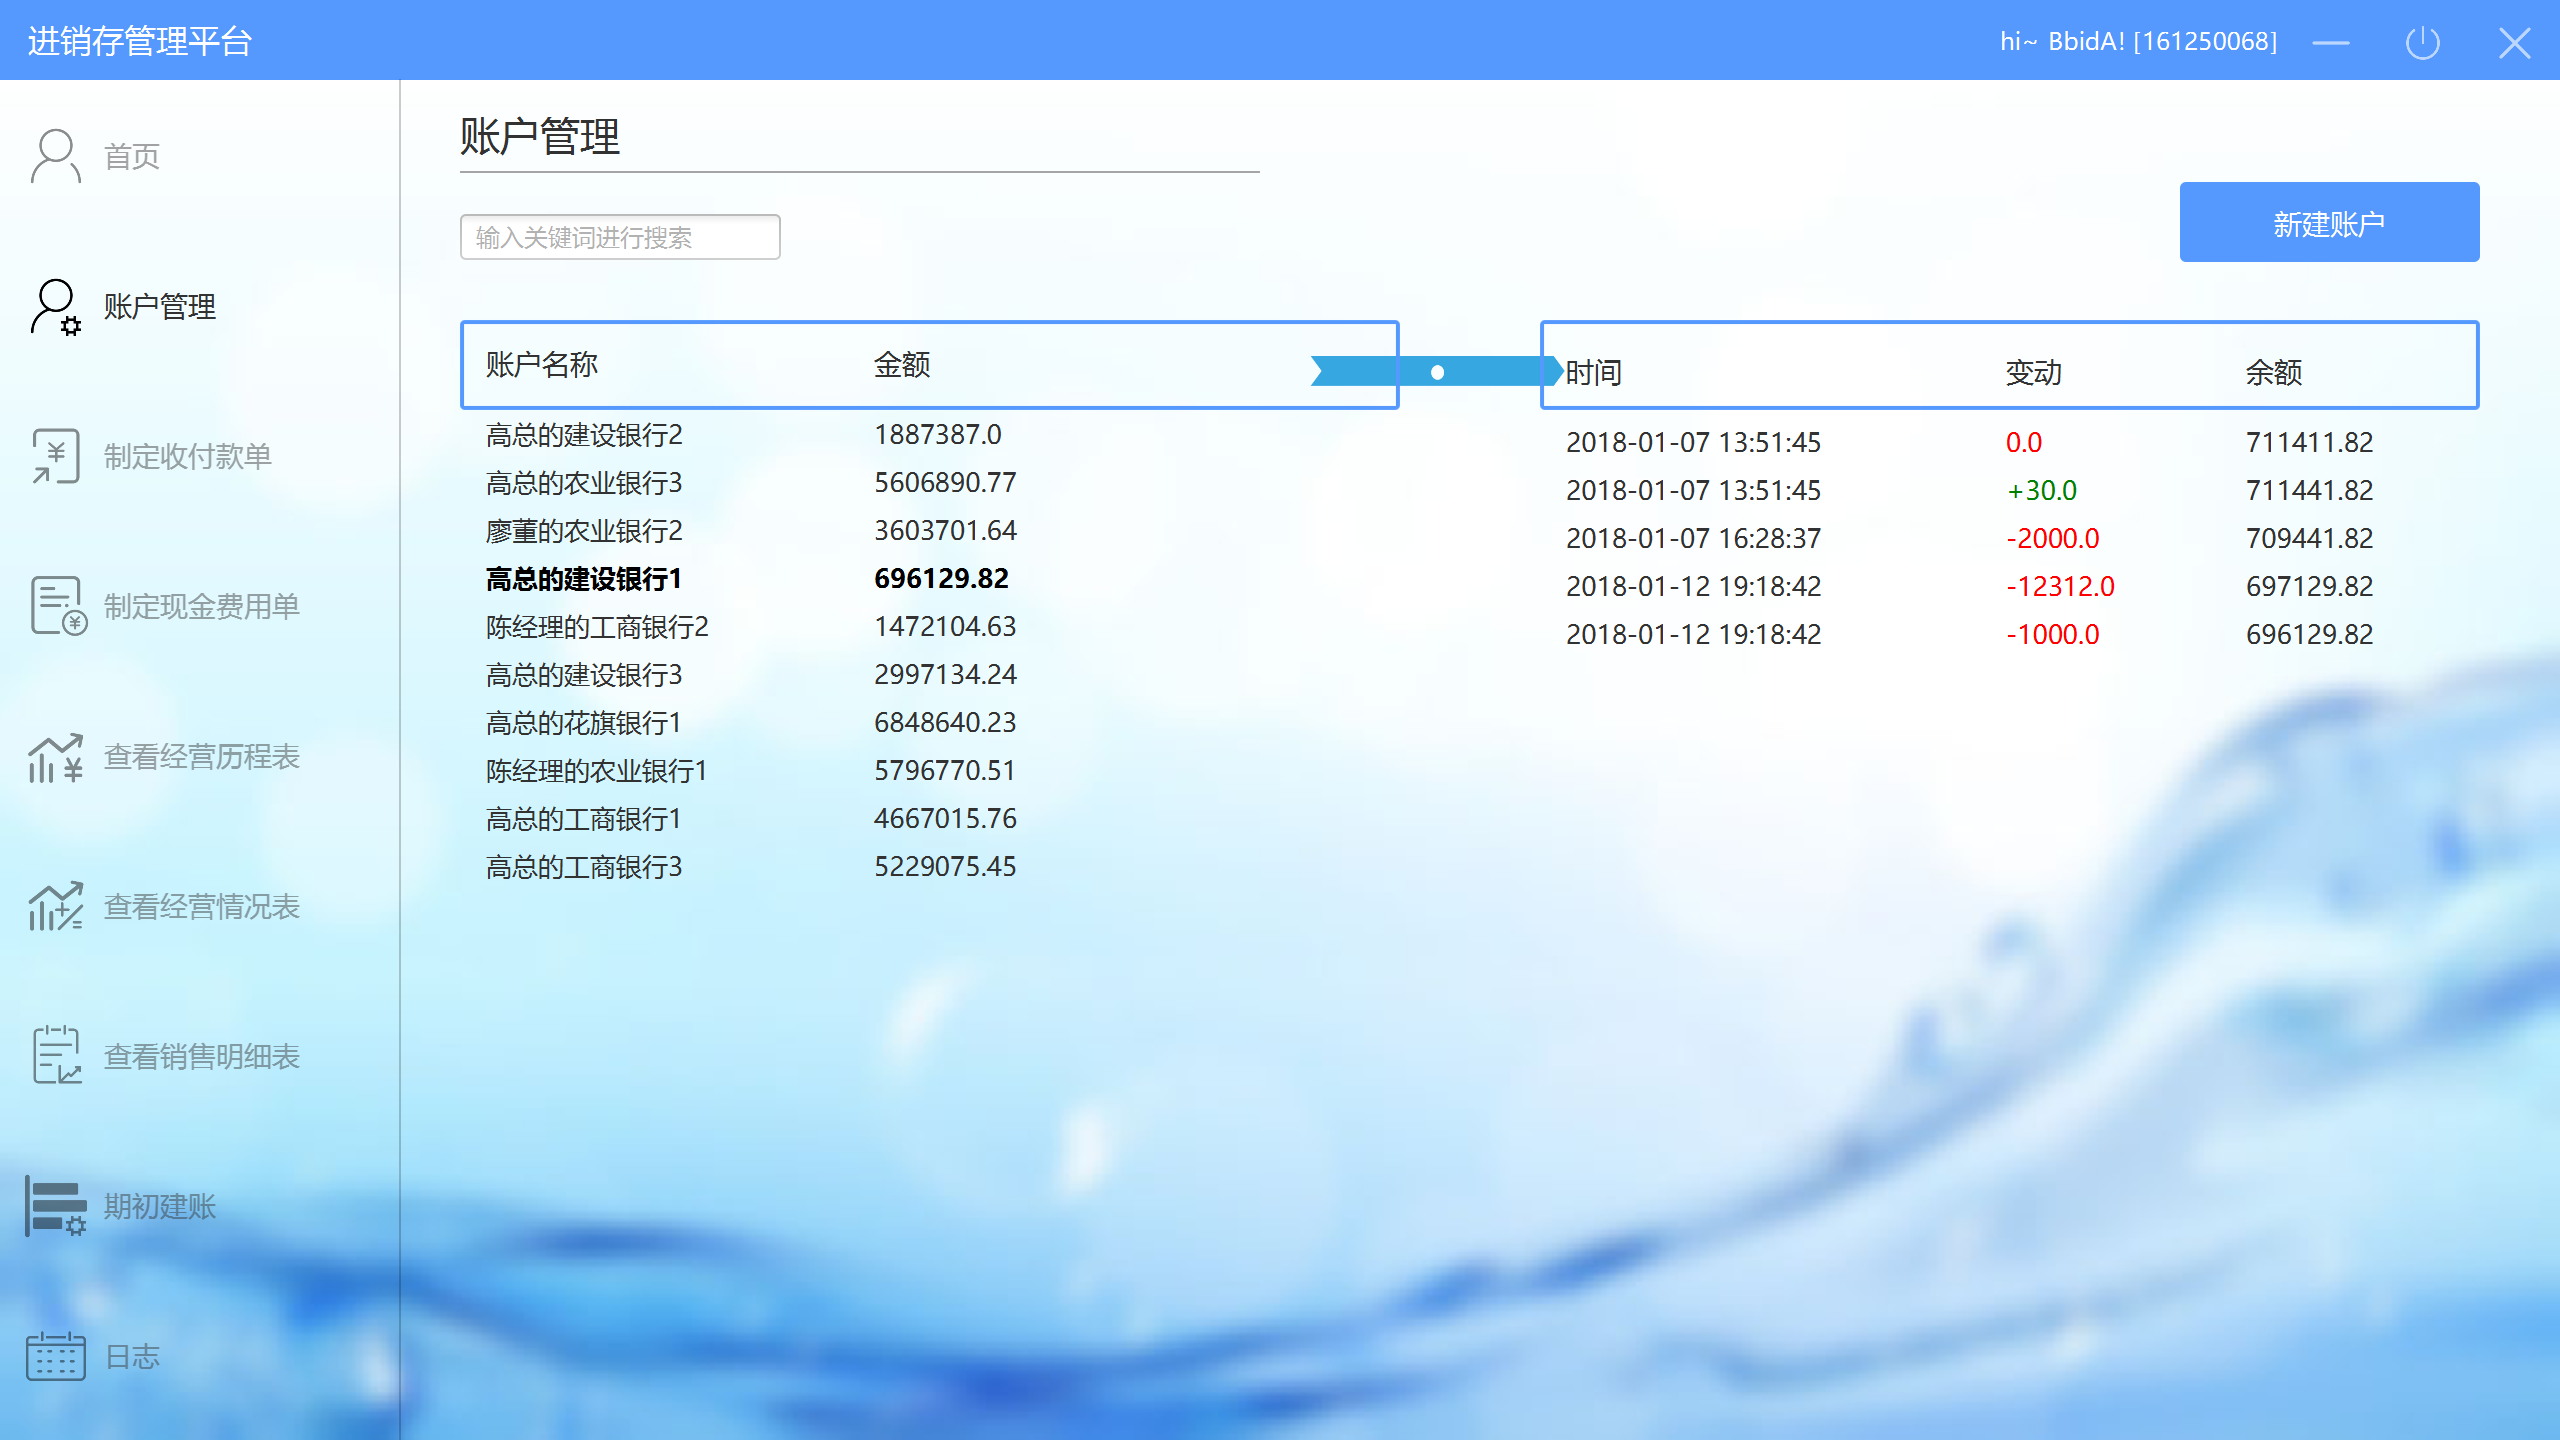 进销存管理平台
hi~ BbidA! [161250068]
首页
账户管理
制定收付款单
制定现金费用单
查看经营历程表
查看经营情况表
查看销售明细表
期初建账
日志
账户管理
输入关键词进行搜索
新建账户
账户名称 金额
高总的建设银行2 1887387.0
高总的农业银行3 5606890.77
廖董的农业银行2 3603701.64
高总的建设银行1 696129.82
陈经理的工商银行2 1472104.63
高总的建设银行3 2997134.24
高总的花旗银行1 6848640.23
陈经理的农业银行1 5796770.51
高总的工商银行1 4667015.76
高总的工商银行3 5229075.45
时间 变动 余额
2018-01-07 13:51:45 0.0 711411.82
2018-01-07 13:51:45 +30.0 711441.82
2018-01-07 16:28:37 -2000.0 709441.82
2018-01-12 19:18:42 -12312.0 697129.82
2018-01-12 19:18:42 -1000.0 696129.82